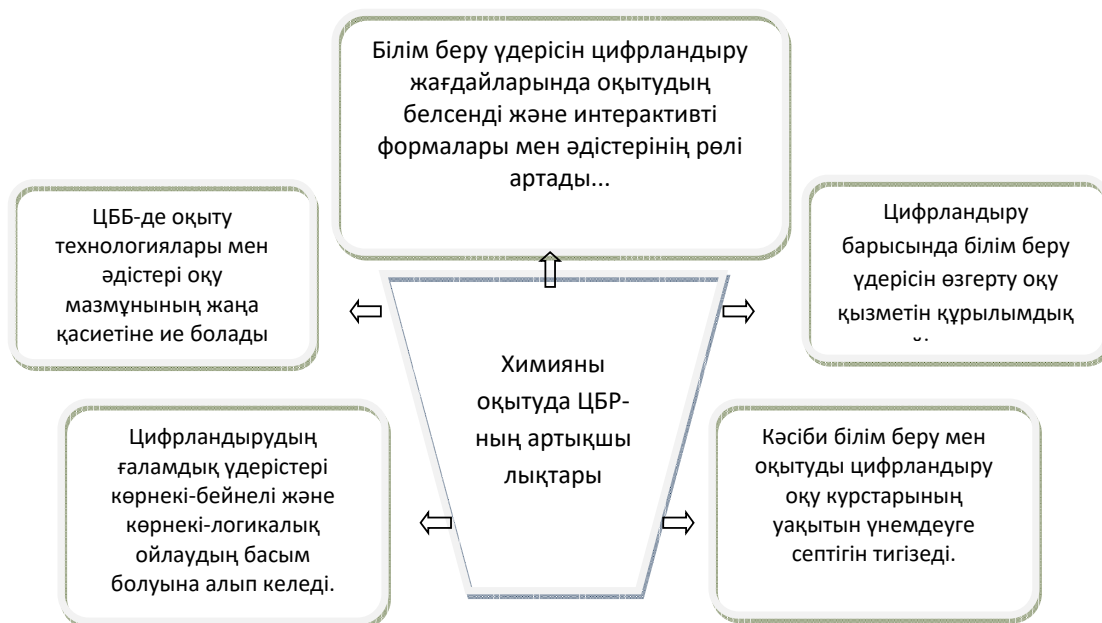 Білім беру үдерісін цифрландыру
жағдайларында оқытудың
белсенді және интерактивті
формалары мен әдістерінің рөлі
артады...
ЦББ-де оқыту
технологиялары мен
әдістері оқу
мазмұнының жаңа
қасиетіне ие болады
Цифрландыру
барысында білім беру
үдерісін өзгерту оқу
қызметін құрылымдық
Химияны
оқытуда ЦБР-
ның артықшы
лықтары
Цифрландырудың
ғаламдық үдерістері
көрнекі-бейнелі және
көрнекі-логикалық
ойлаудың басым
болуына алып келеді.
Кәсіби білім беру мен
оқытуды цифрландыру
оқу курстарының
уақытын үнемдеуге
септігін тигізеді.